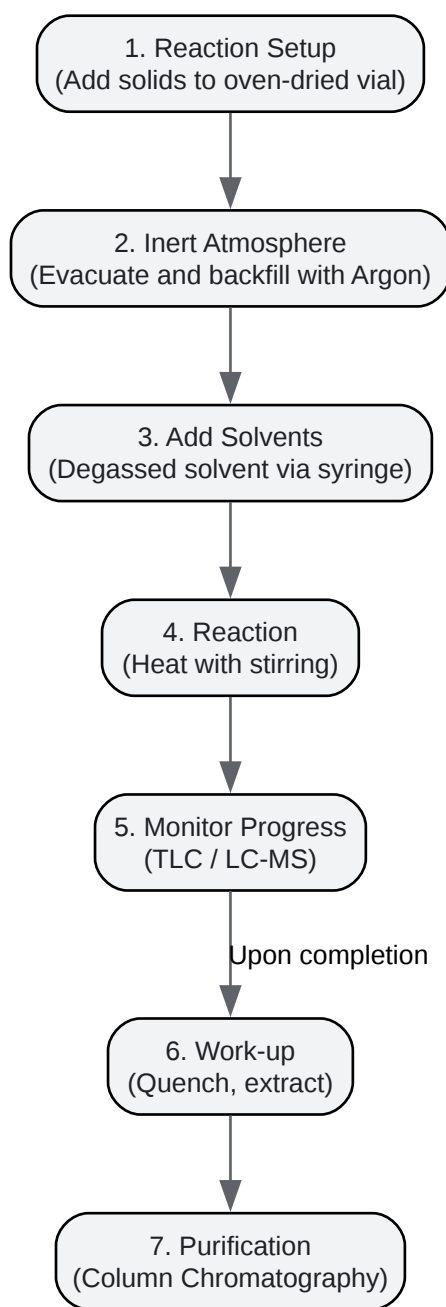 1. Reaction Setup
(Add solids to oven-dried vial)
2. Inert Atmosphere
(Evacuate and backfill with Argon)
3. Add Solvents
(Degassed solvent via syringe)
4. Reaction
(Heat with stirring)
5. Monitor Progress
(TLC / LC-MS)
Upon completion
6. Work-up
(Quench, extract)
7. Purification
(Column Chromatography)